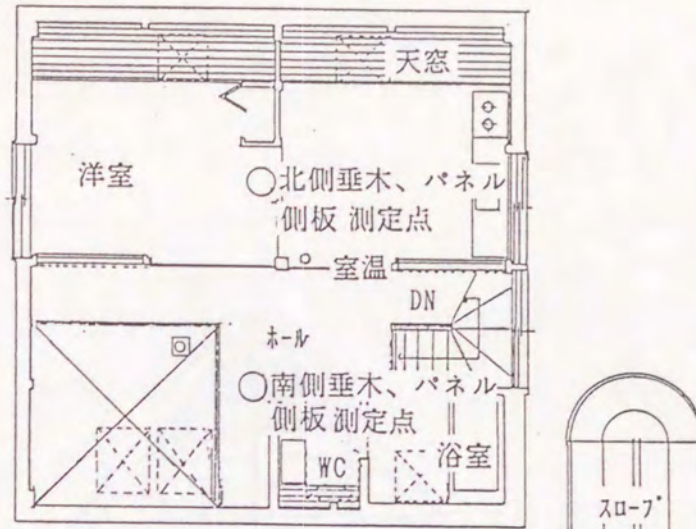 天窓
洋室
北側垂木、パネル
側板 測定点
室温
DN
ホール
南側垂木、パネル
側板 測定点
浴室
WC
スロープ